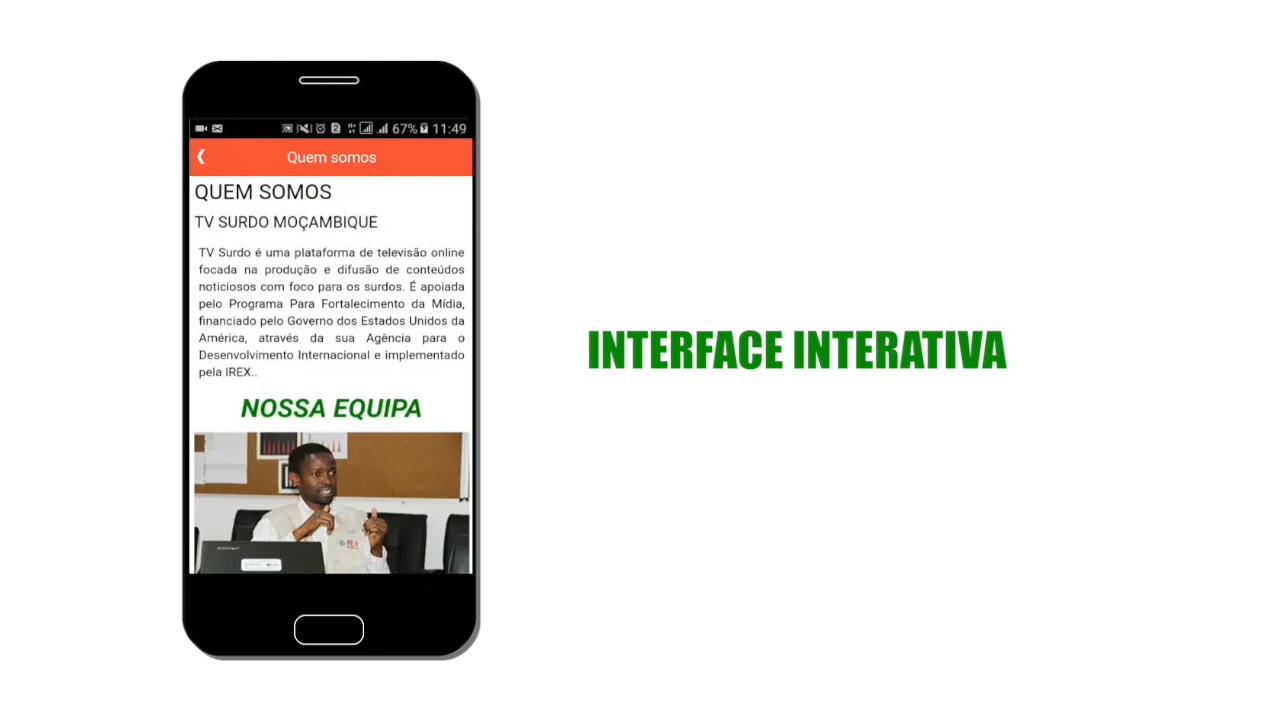 67% 11:49
Quem somos
QUEM SOMOS
TV SURDO MOÇAMBIQUE
TV Surdo é uma plataforma de televisão online
focada na produção e difusão de conteúdos
noticiosos com foco para os surdos. É apoiada
pelo Programa Para Fortalecimento da Mídia,
financiado pelo Governo dos Estados Unidos da
América, através da sua Agência para o
Desenvolvimento Internacional e implementado
pela IREX..
NOSSA EQUIPA
INTERFACE INTERATIVA